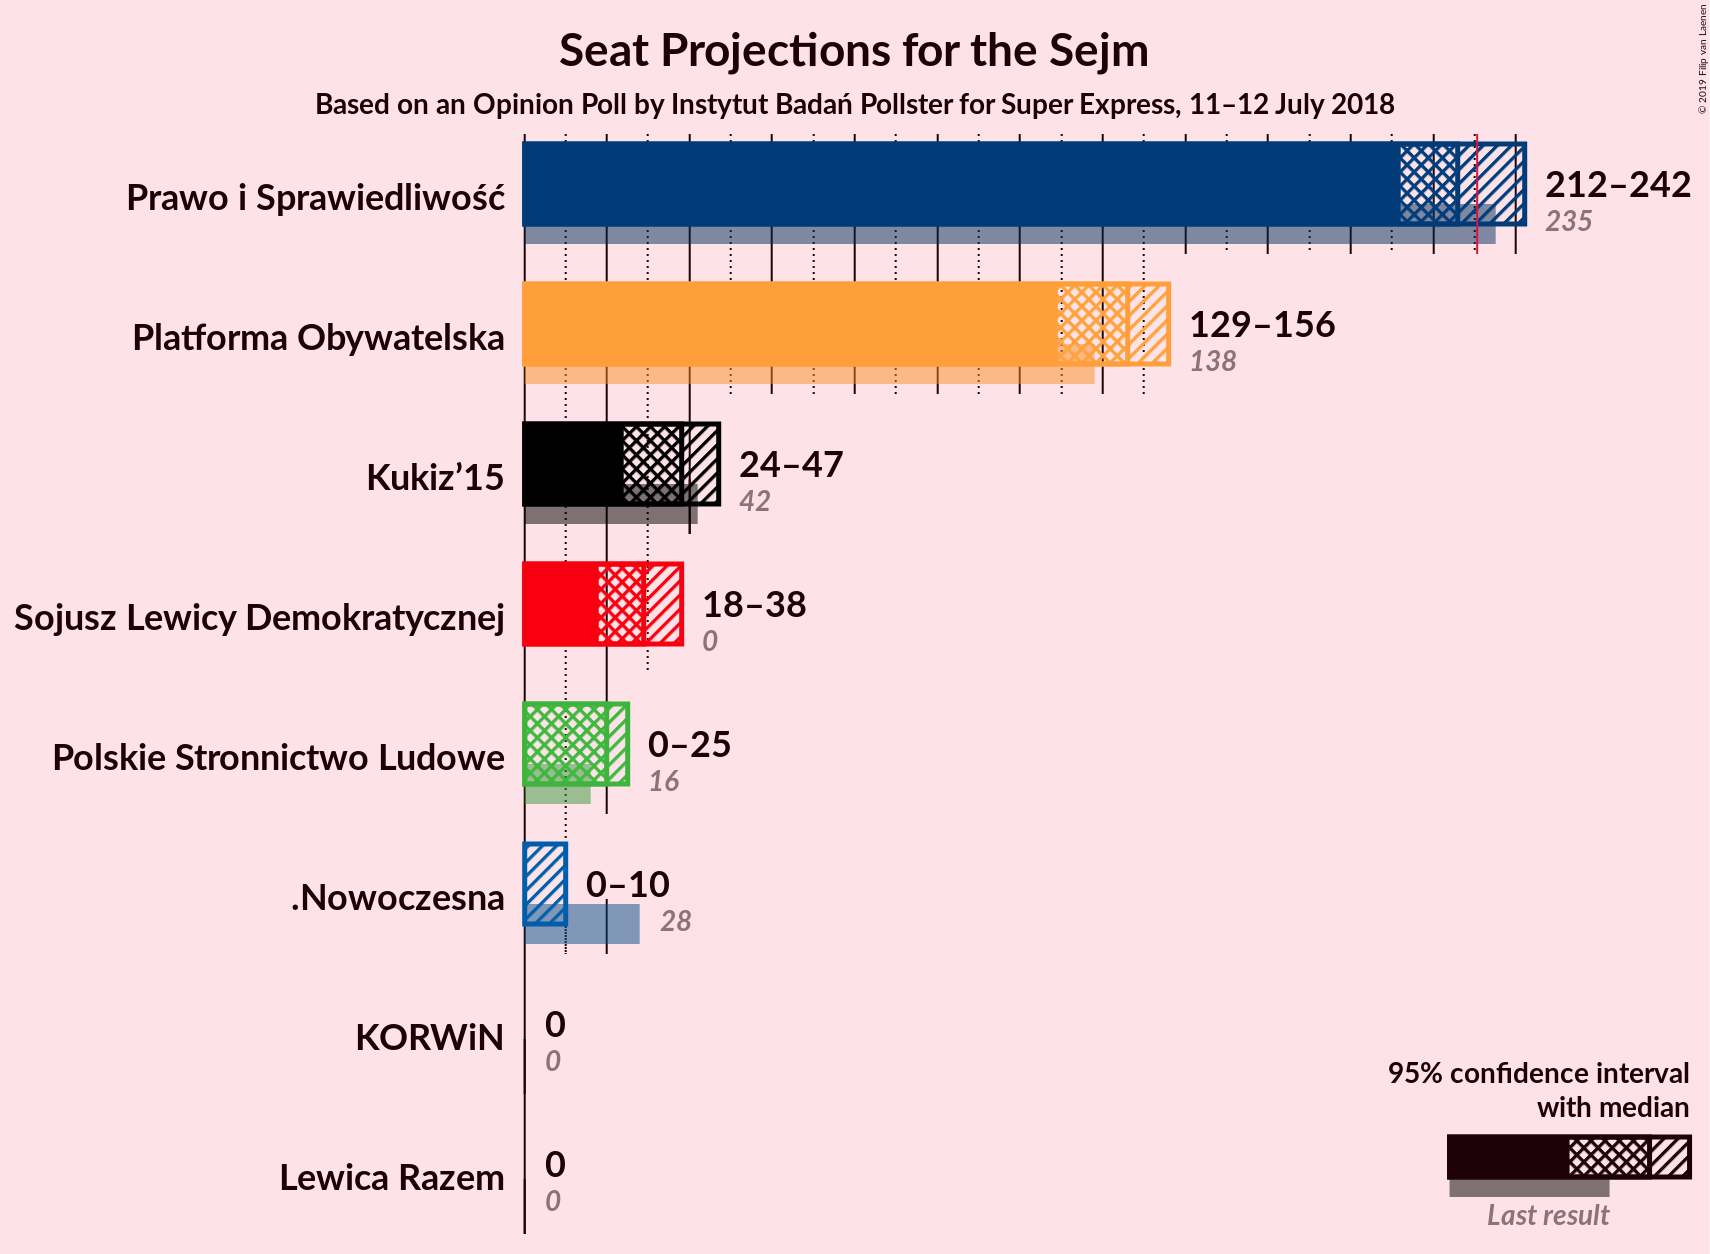 Seat Projections for the Sejm
Based on an Opinion Poll by Instytut Badań Pollster for Super Express, 11–12 July 2018
© 2019 Filip van Laenen
Prawo i Sprawiedliwość
212–242
235
Platforma Obywatelska
129–156
138
Kukiz’15
24–47
42
Sojusz Lewicy Demokratycznej
18–38
0
Polskie Stronnictwo Ludowe
0–25
16
.Nowoczesna
0–10
28
KORWiN
0
0
Lewica Razem
0
0
95% confidence interval
with median
Last result